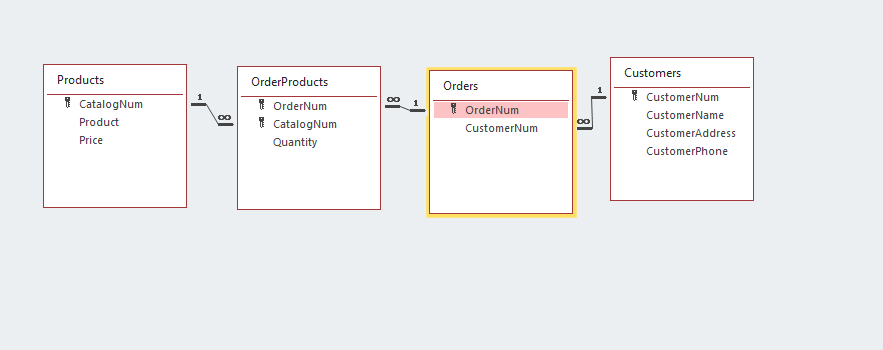 Products
CatalogNum
Product
Price
1
∞
OrderProducts
OrderNum
CatalogNum
Quantity
∞
1
Orders
OrderNum
CustomerNum
∞
1
Customers
CustomerNum
CustomerName
CustomerAddress
CustomerPhone